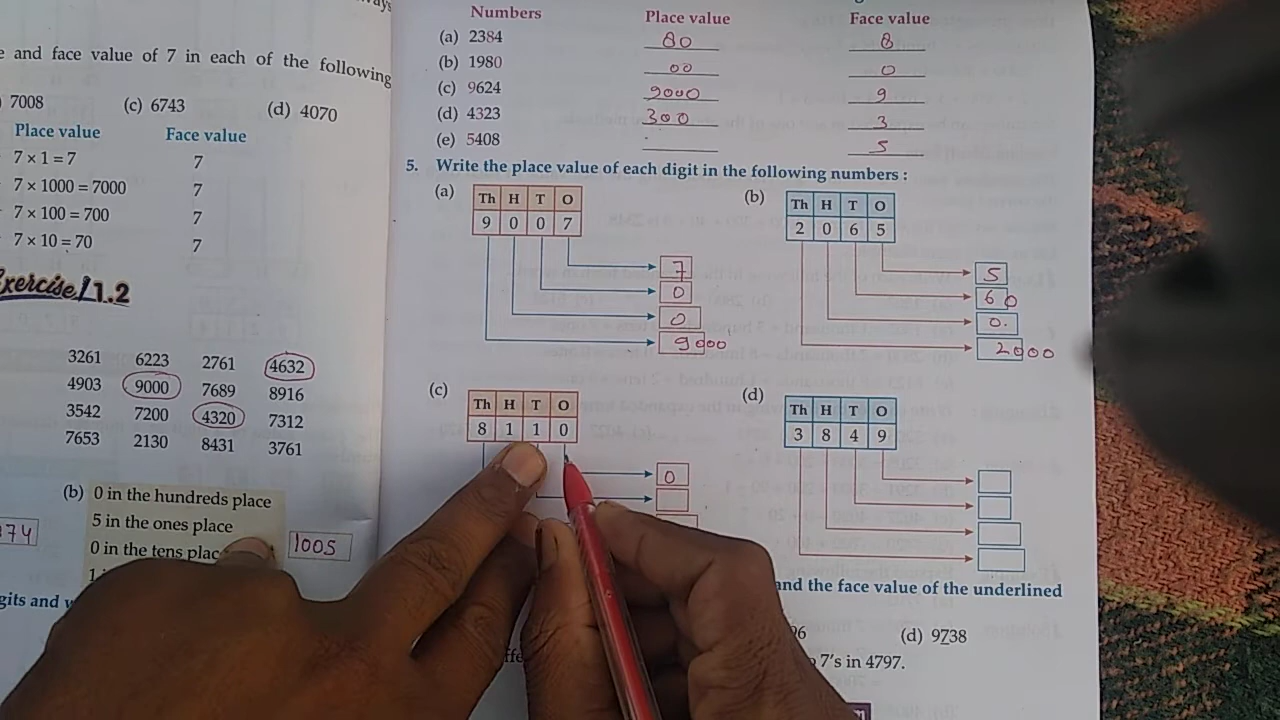 e and face value of 7 in each of the following
7008 (c) 6743 (d) 4070
Place value Face value
7 × 1 = 7 7
7 × 1000 = 7000 7
7 × 100 = 700 7
7 × 10 = 70 7
Exercise 1.2
3261 6223 2761 4632
4903 9000 7689 8916
3542 7200 4320 7312
7653 2130 8431 3761
(b) 0 in the hundreds place
5 in the ones place
0 in the tens plac
74 1005
gits and
Numbers Place value Face value
(a) 2384 80 8
(b) 1980 00 0
(c) 9624 9000 9
(d) 4323 300 3
(e) 5408 5
5. Write the place value of each digit in the following numbers :
(a) Th H T O
9 0 0 7
7
0
0
9000
(b) Th H T O
2 0 6 5
5
60
0.
2000
(c) Th H T O
8 1 1 0
0
(d) Th H T O
3 8 4 9
and the face value of the underlined
96 (d) 9738
7's in 4797.